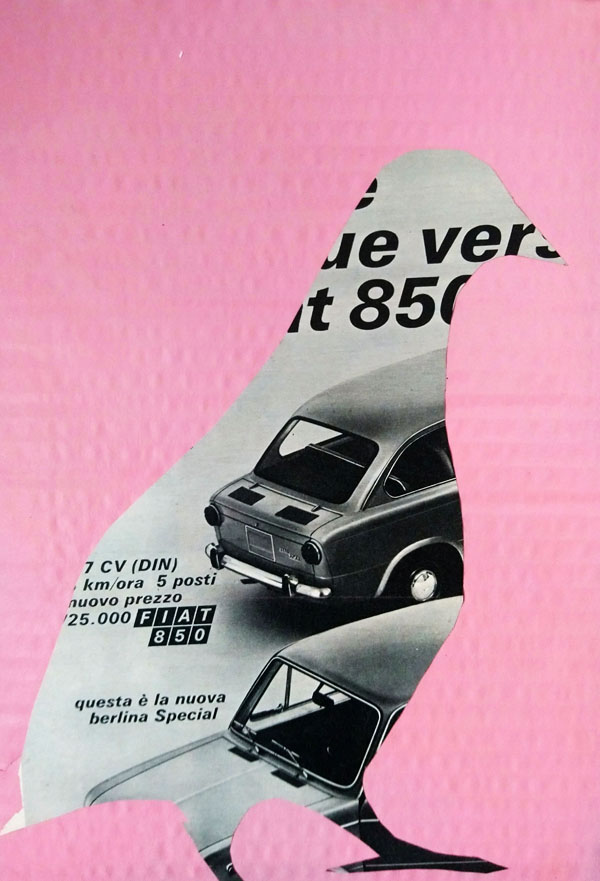 e
ue vers
t 850
7 CV (DIN)
km/ora 5 posti
nuovo prezzo
/25.000 FIAT
850
questa è la nuova
berlina Special